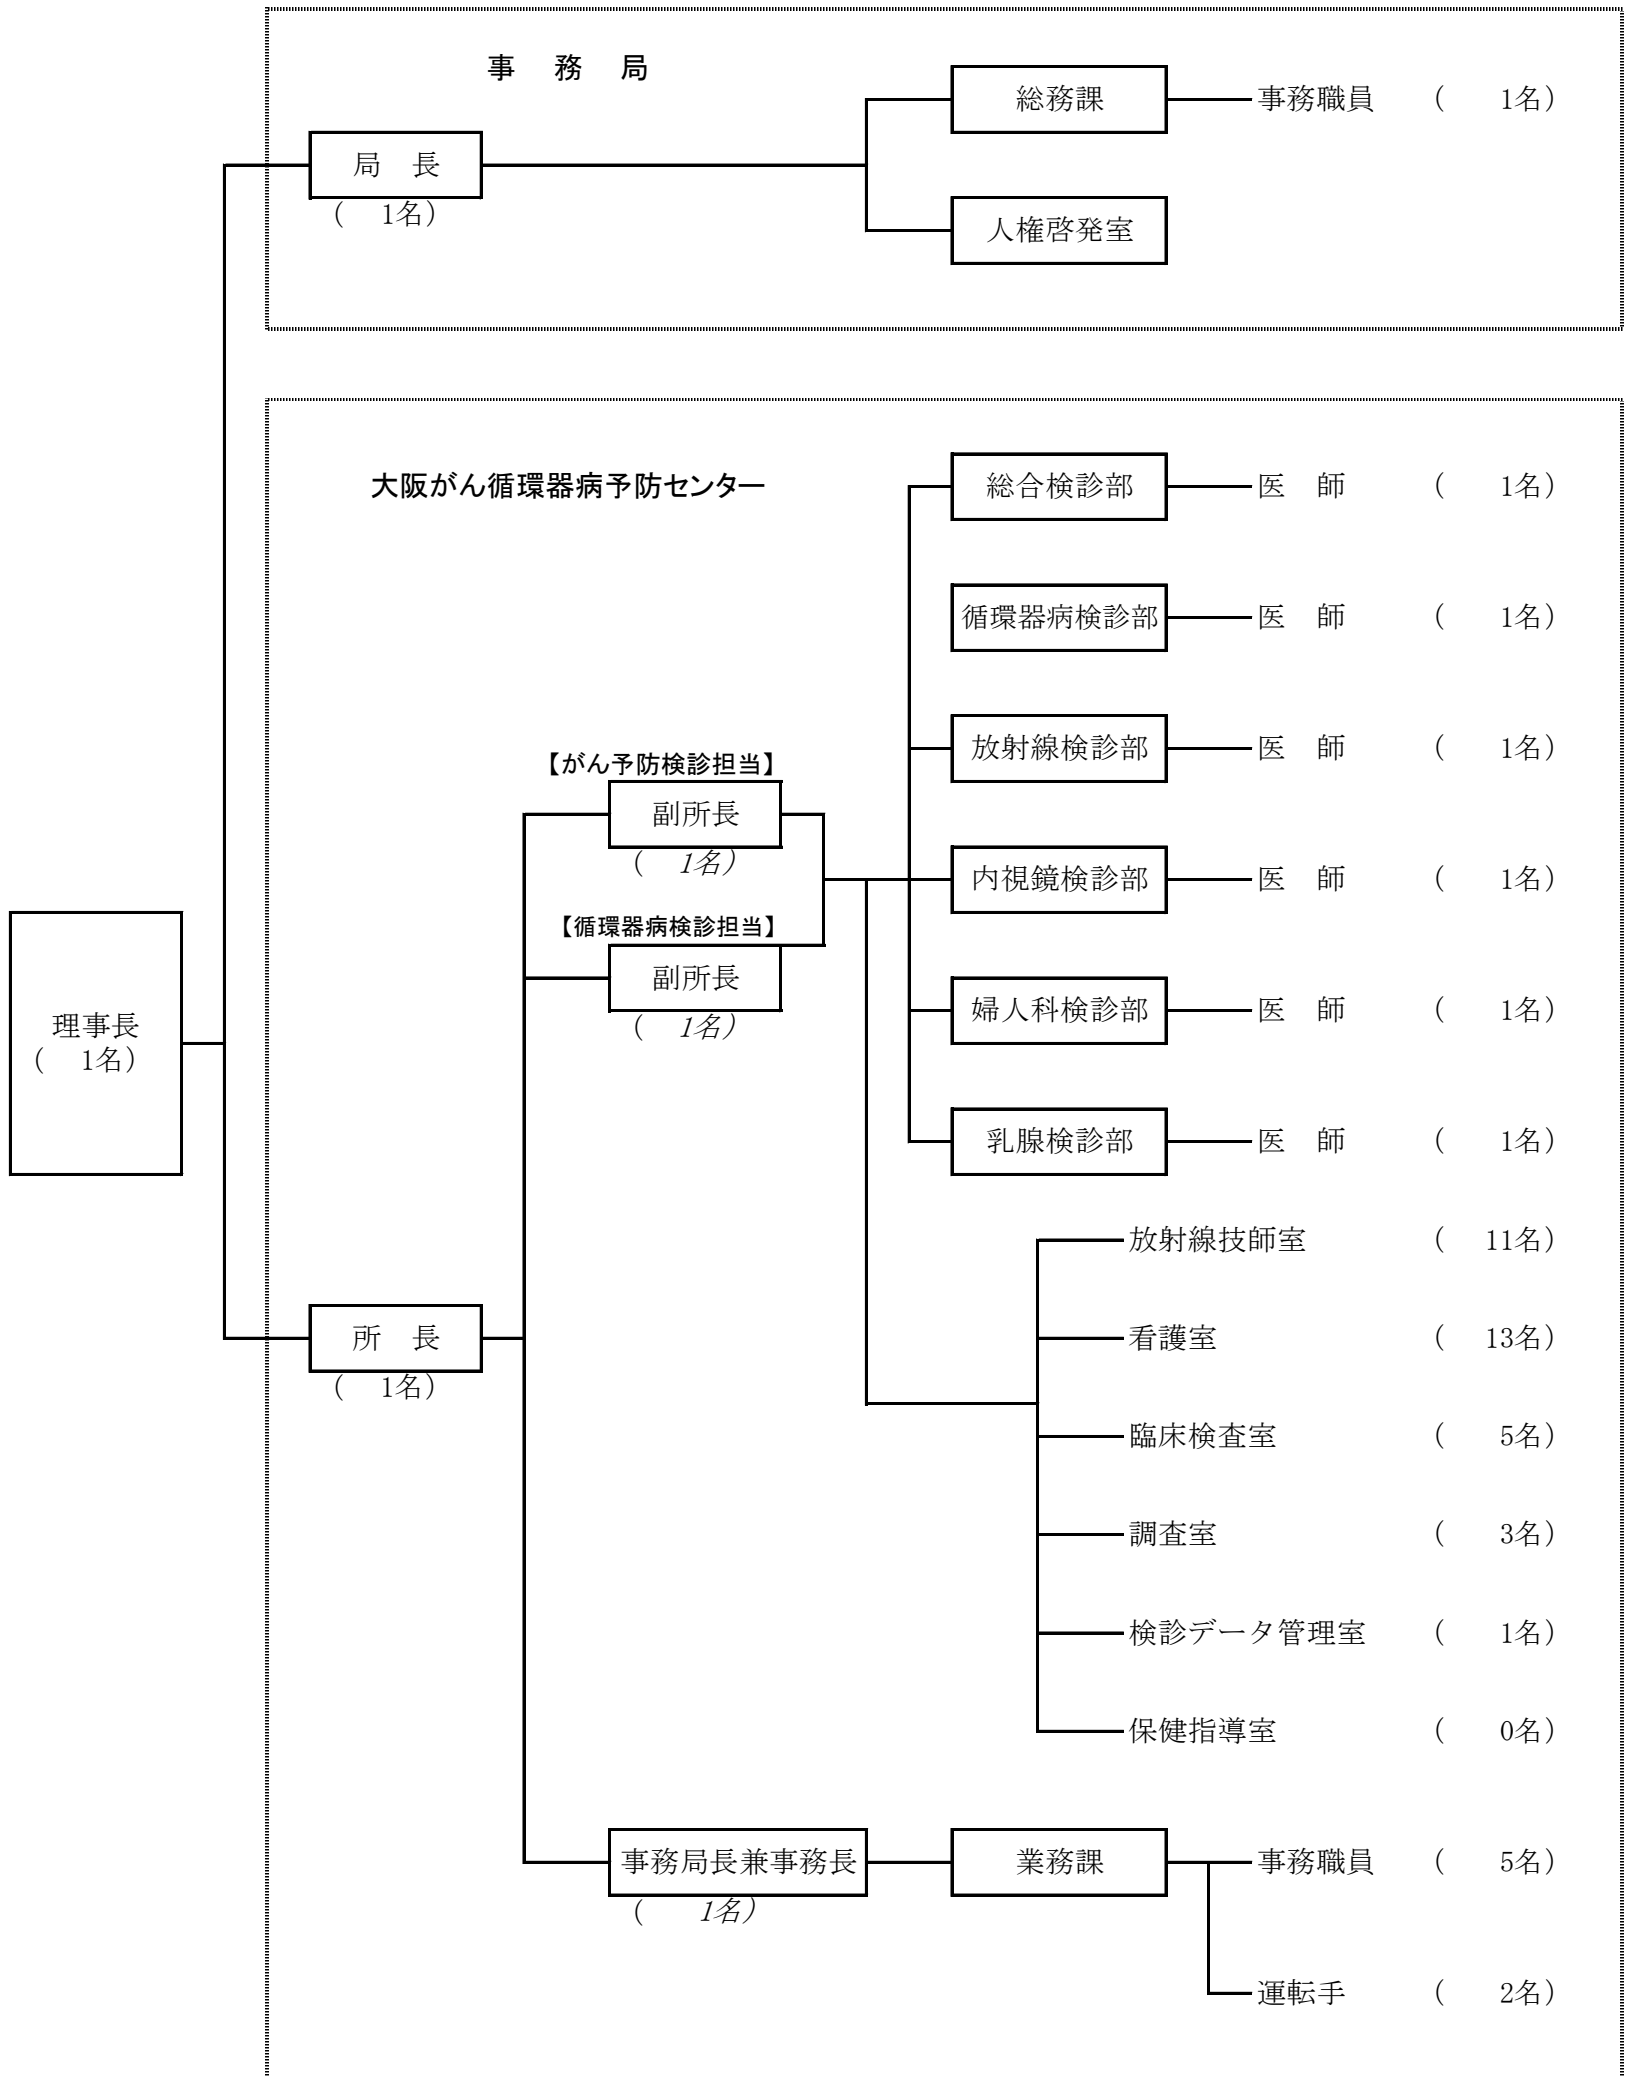 事　務　局
総務課 事務職員 （　1名）
局　長
（　1名）
人権啓発室
大阪がん循環器病予防センター
総合検診部 医　師 （　1名）
循環器病検診部 医　師 （　1名）
放射線検診部 医　師 （　1名）
【がん予防検診担当】
副所長
（　1名）
内視鏡検診部 医　師 （　1名）
【循環器病検診担当】
副所長
（　1名）
婦人科検診部 医　師 （　1名）
理事長
（　1名）
乳腺検診部 医　師 （　1名）
放射線技師室 （　11名）
所　長
（　1名）
看護室 （　13名）
臨床検査室 （　5名）
調査室 （　3名）
検診データ管理室 （　1名）
保健指導室 （　0名）
事務局長兼事務長 業務課 事務職員 （　5名）
（　1名）
運転手 （　2名）